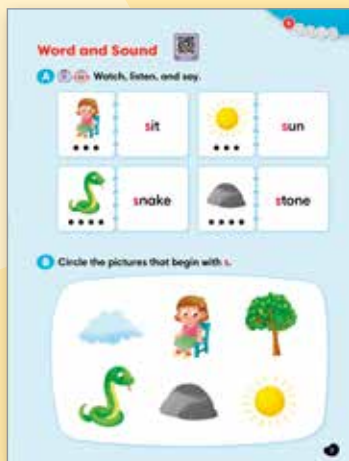 Word and Sound
A Watch, listen, and say.
sit
sun
snake
stone
B Circle the pictures that begin with s.